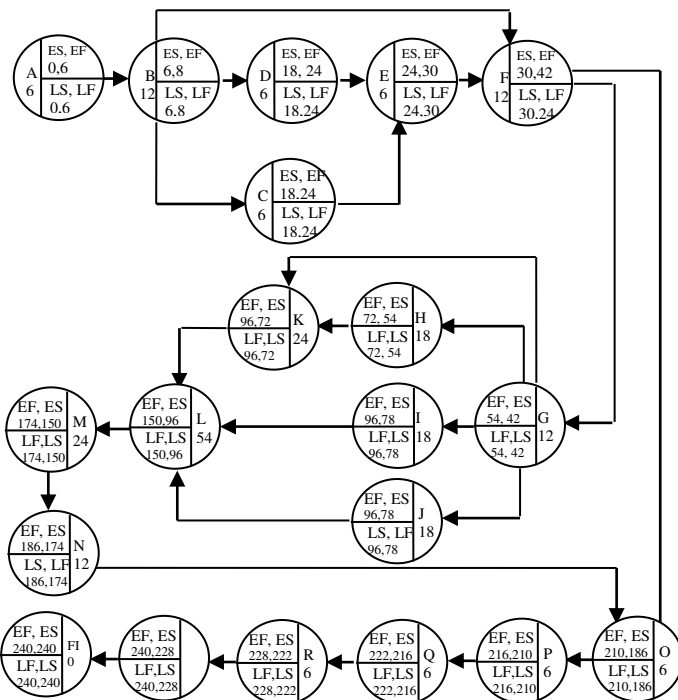 A
6
ES, EF
0,6
LS, LF
0.6
B
12
ES, EF
6,8
LS, LF
6.8
D
6
ES, EF
18, 24
LS, LF
18.24
E
6
ES, EF
24,30
LS, LF
24,30
F
12
ES, EF
30,42
LS, LF
30.24
C
6
ES, EF
18.24
LS, LF
18.24
EF, ES
96,72
LF,LS
96,72
K
24
EF, ES
72, 54
LF,LS
72, 54
H
18
EF, ES
174,150
LF,LS
174,150
M
24
EF, ES
150,96
LF,LS
150,96
L
54
EF, ES
96,78
LF,LS
96,78
I
18
EF, ES
54, 42
LF,LS
54, 42
G
12
EF, ES
96,78
LS, LF
96,78
J
18
EF, ES
186,174
LS, LF
186,174
N
12
EF, ES
240,240
LF,LS
240,240
FI
0
EF, ES
240,228
LF,LS
240,228
EF, ES
228,222
LF,LS
228,222
R
6
EF, ES
222,216
LF,LS
222,216
Q
6
EF, ES
216,210
LF,LS
216,210
P
6
EF, ES
210,186
LF, LS
210,186
O
6